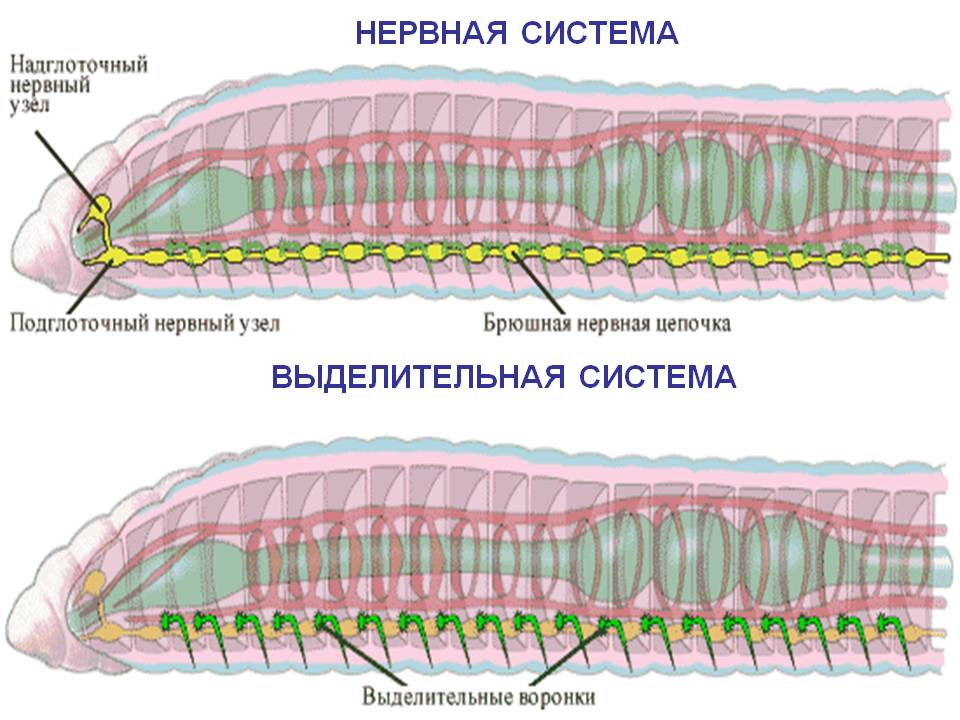 НЕРВНАЯ СИСТЕМА
Надглоточный
нервный
узел
Подглоточный нервный узел
Брюшная нервная цепочка
ВЫДЕЛИТЕЛЬНАЯ СИСТЕМА
Выделительные воронки